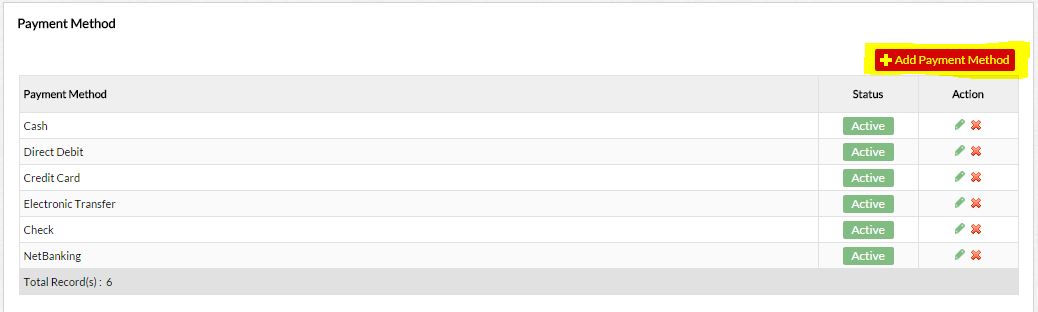 Payment Method
Add Payment Method
Payment Method Status Action
Cash Active
Direct Debit Active
Credit Card Active
Electronic Transfer Active
Check Active
NetBanking Active
Total Record(s) : 6